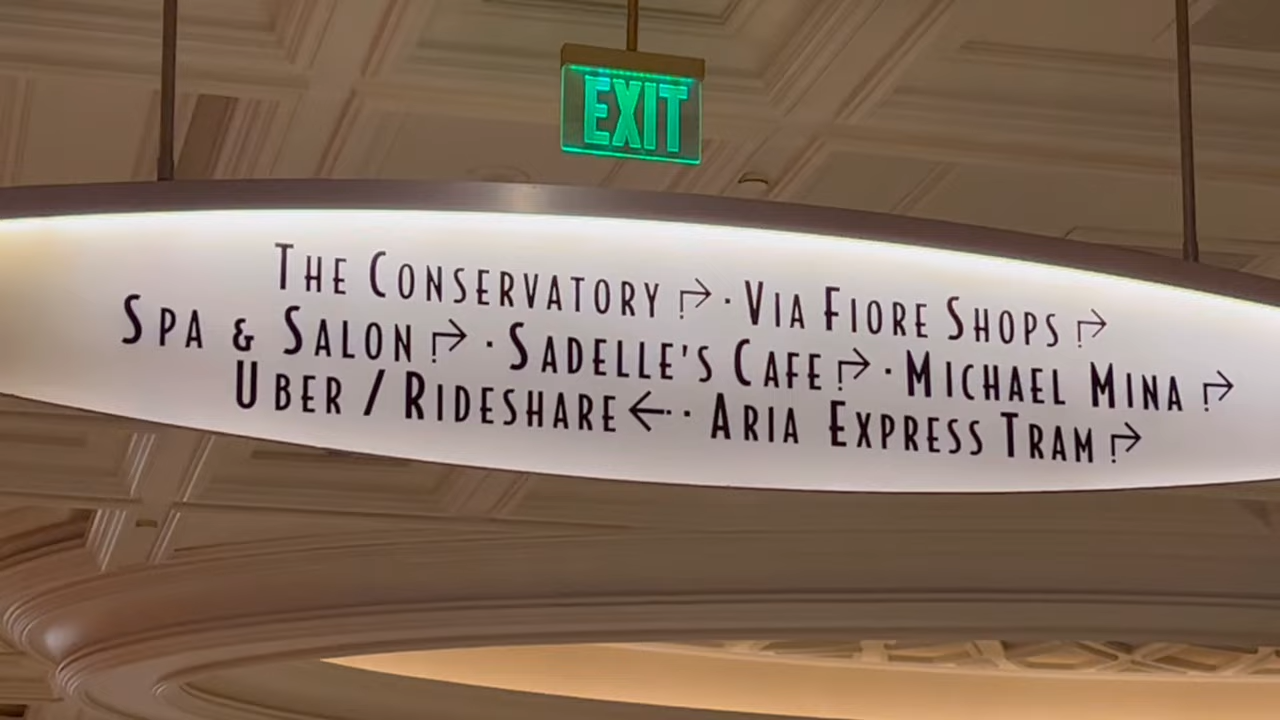 EXIT
THE CONSERVATORY ↱ · VIA FIORE SHOPS ↱
SPA & SALON ↱ · SADELLE'S CAFE ↱ · MICHAEL MINA ↱
UBER / RIDESHARE ← · ARIA EXPRESS TRAM ↱